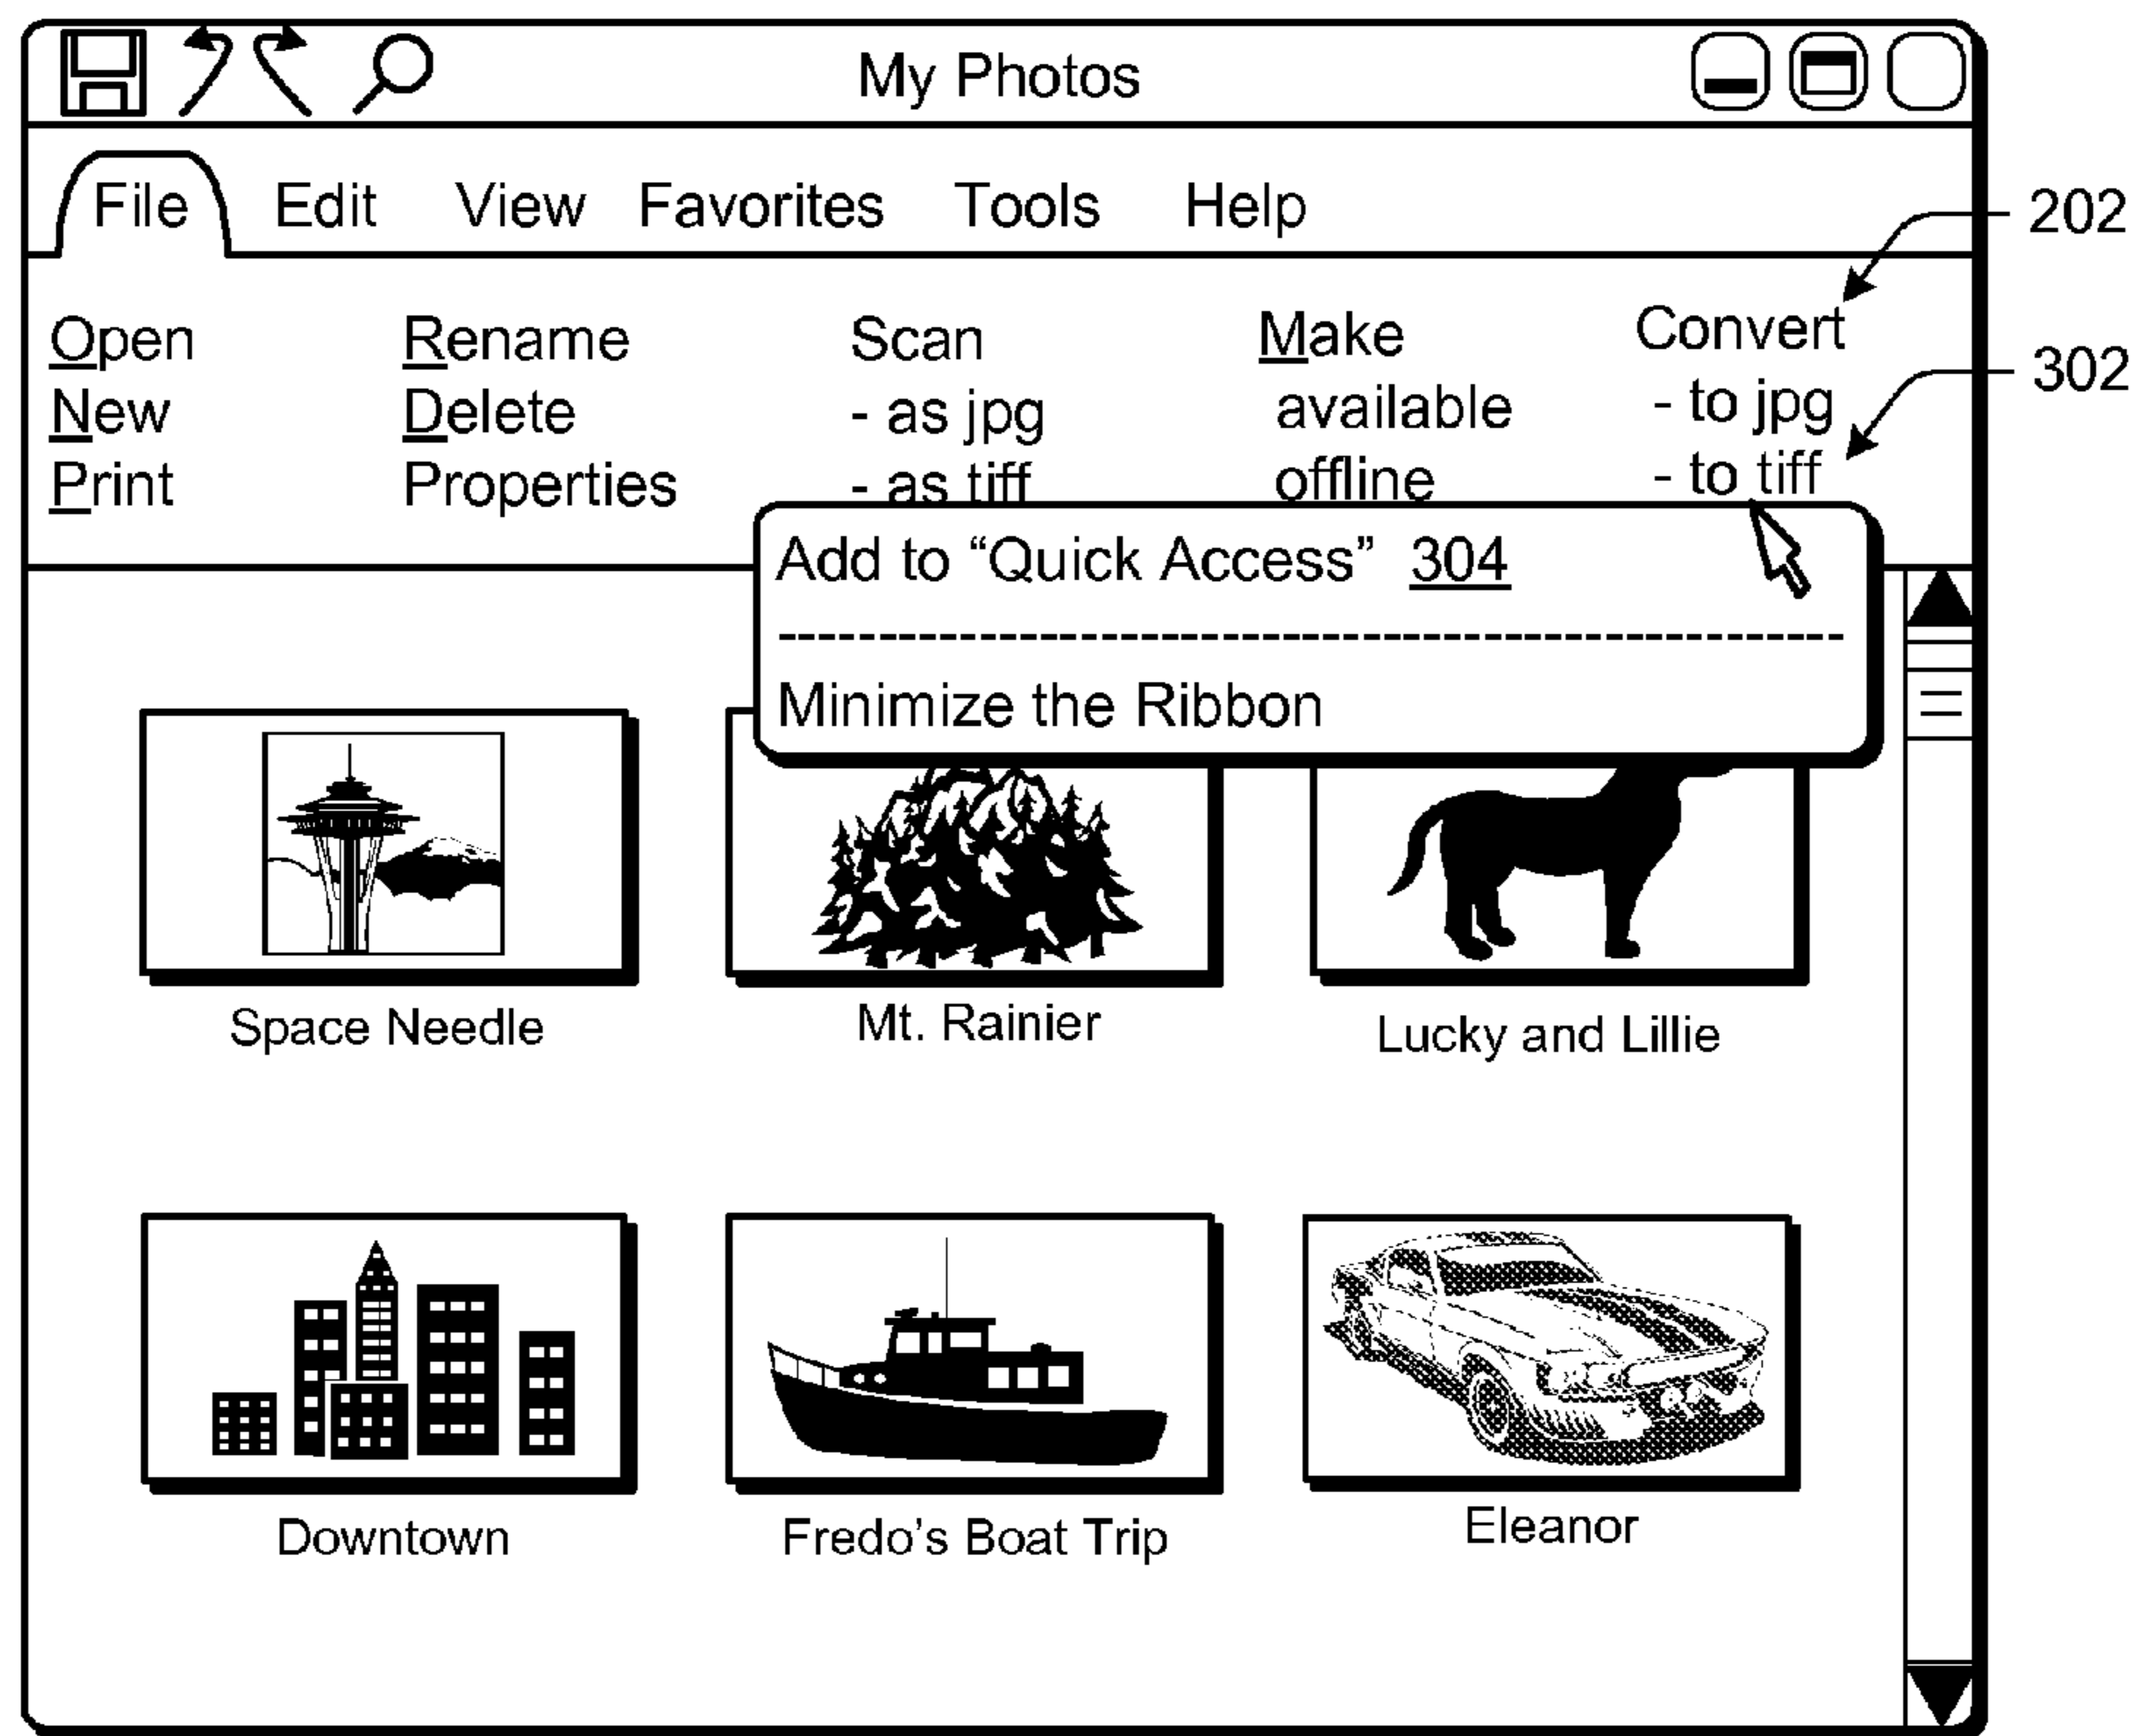 My Photos
File Edit View Favorites Tools Help
202
Open Rename Scan Make Convert
302
New Delete - as jpg available - to jpg
Print Properties - as tiff offline - to tiff
Add to “Quick Access” 304
Minimize the Ribbon
Space Needle Mt. Rainier Lucky and Lillie
Downtown Fredo’s Boat Trip Eleanor